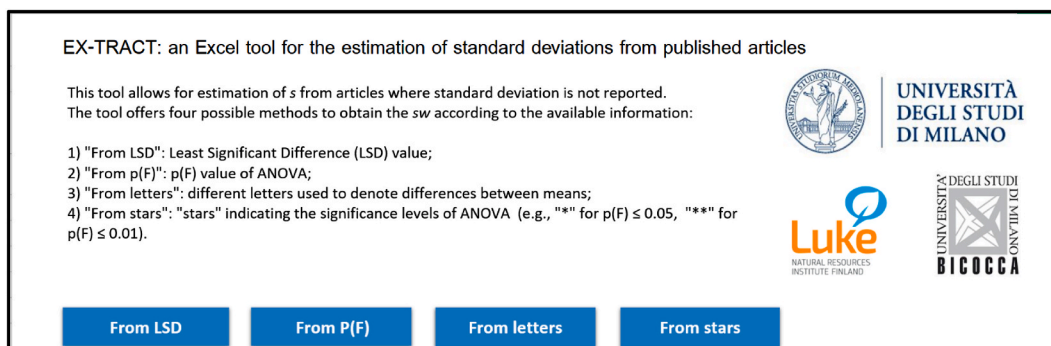 EX-TRACT: an Excel tool for the estimation of standard deviations from published articles
This tool allows for estimation of s from articles where standard deviation is not reported.
The tool offers four possible methods to obtain the sw according to the available information:
1) "From LSD": Least Significant Difference (LSD) value;
2) "From p(F)": p(F) value of ANOVA;
3) "From letters": different letters used to denote differences between means;
4) "From stars": "stars" indicating the significance levels of ANOVA (e.g., "*" for p(F) ≤ 0.05, "**" for
p(F) ≤ 0.01).
UNIVERSITÀ
DEGLI STUDI
DI MILANO
Luke
NATURAL RESOURCES
INSTITUTE FINLAND
UNIVERSITÀ
DEGLI STUDI
DI MILANO
BICOCCA
From LSD
From P(F)
From letters
From stars